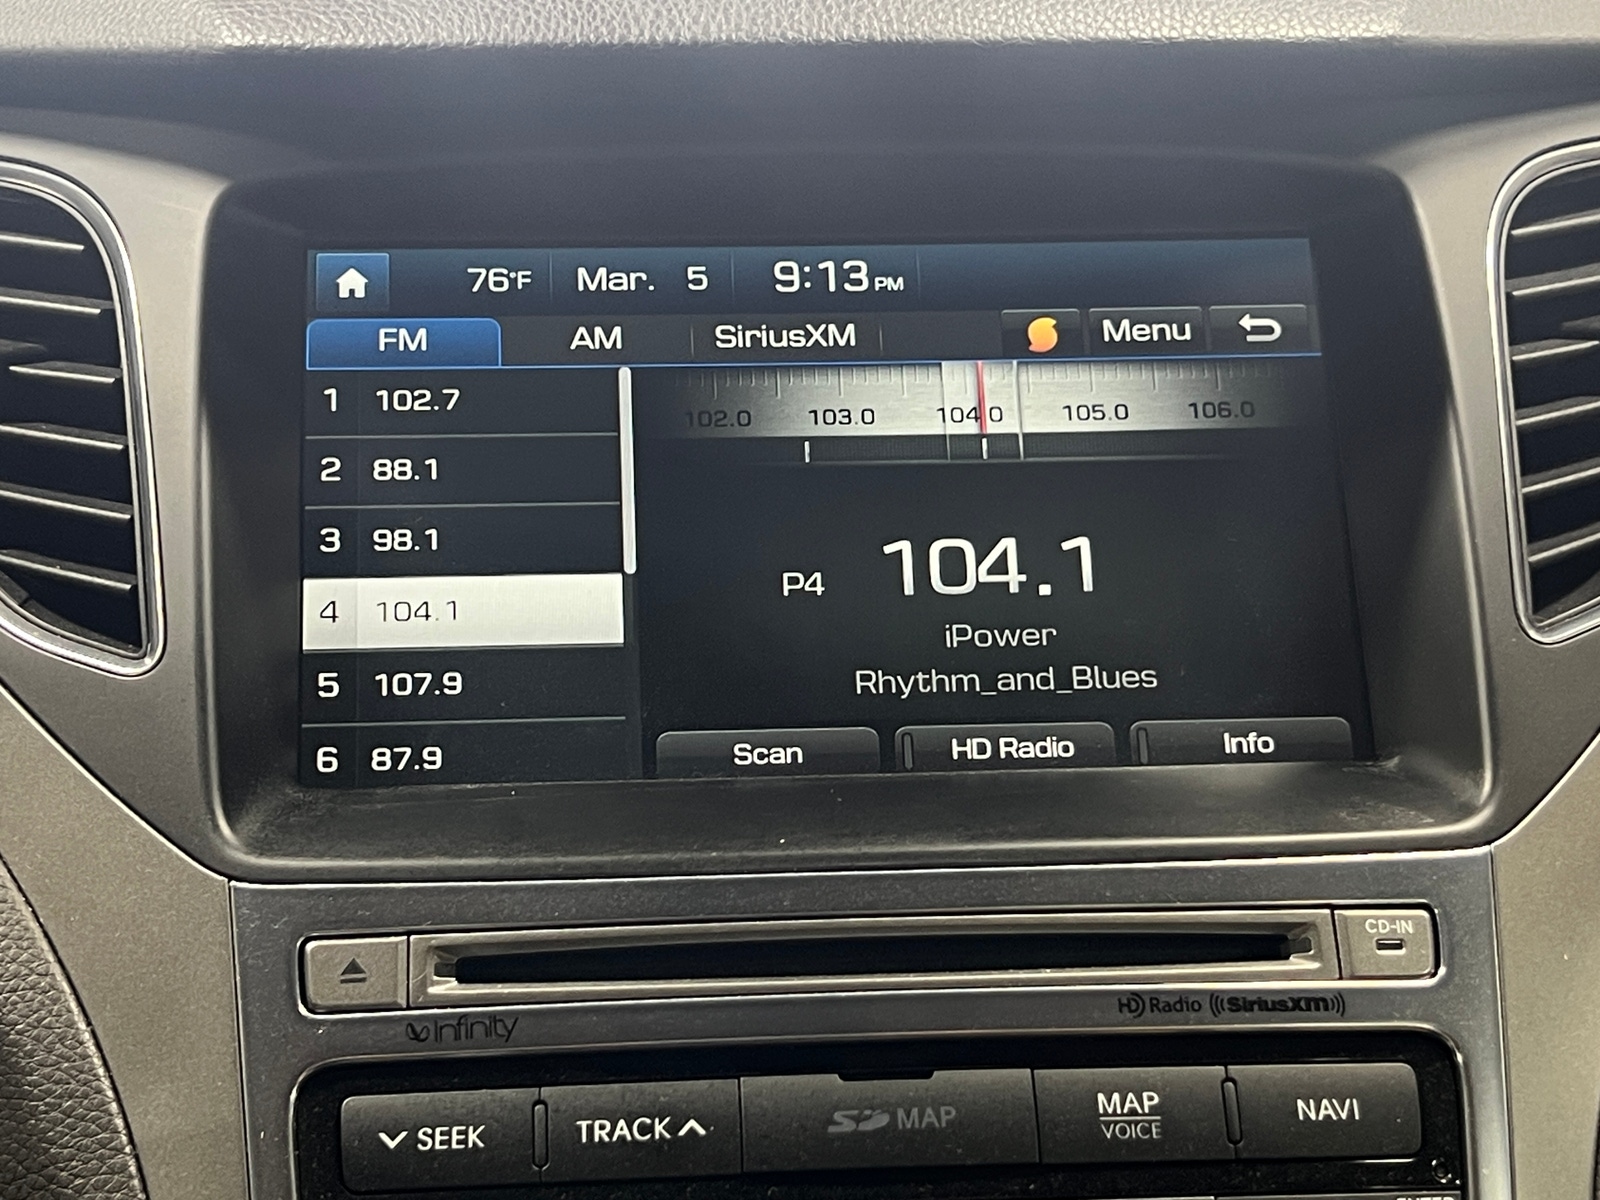 76°F Mar. 5 9:13 PM
FM AM SiriusXM Menu
1 102.7
2 88.1
3 98.1
4 104.1
5 107.9
6 87.9
102.0 103.0 104.0 105.0 106.0
P4 104.1
iPower
Rhythm_and_Blues
Scan HD Radio Info
CD-IN
Infinity
HD Radio ((SiriusXM))
SEEK TRACK SD MAP MAP VOICE NAVI